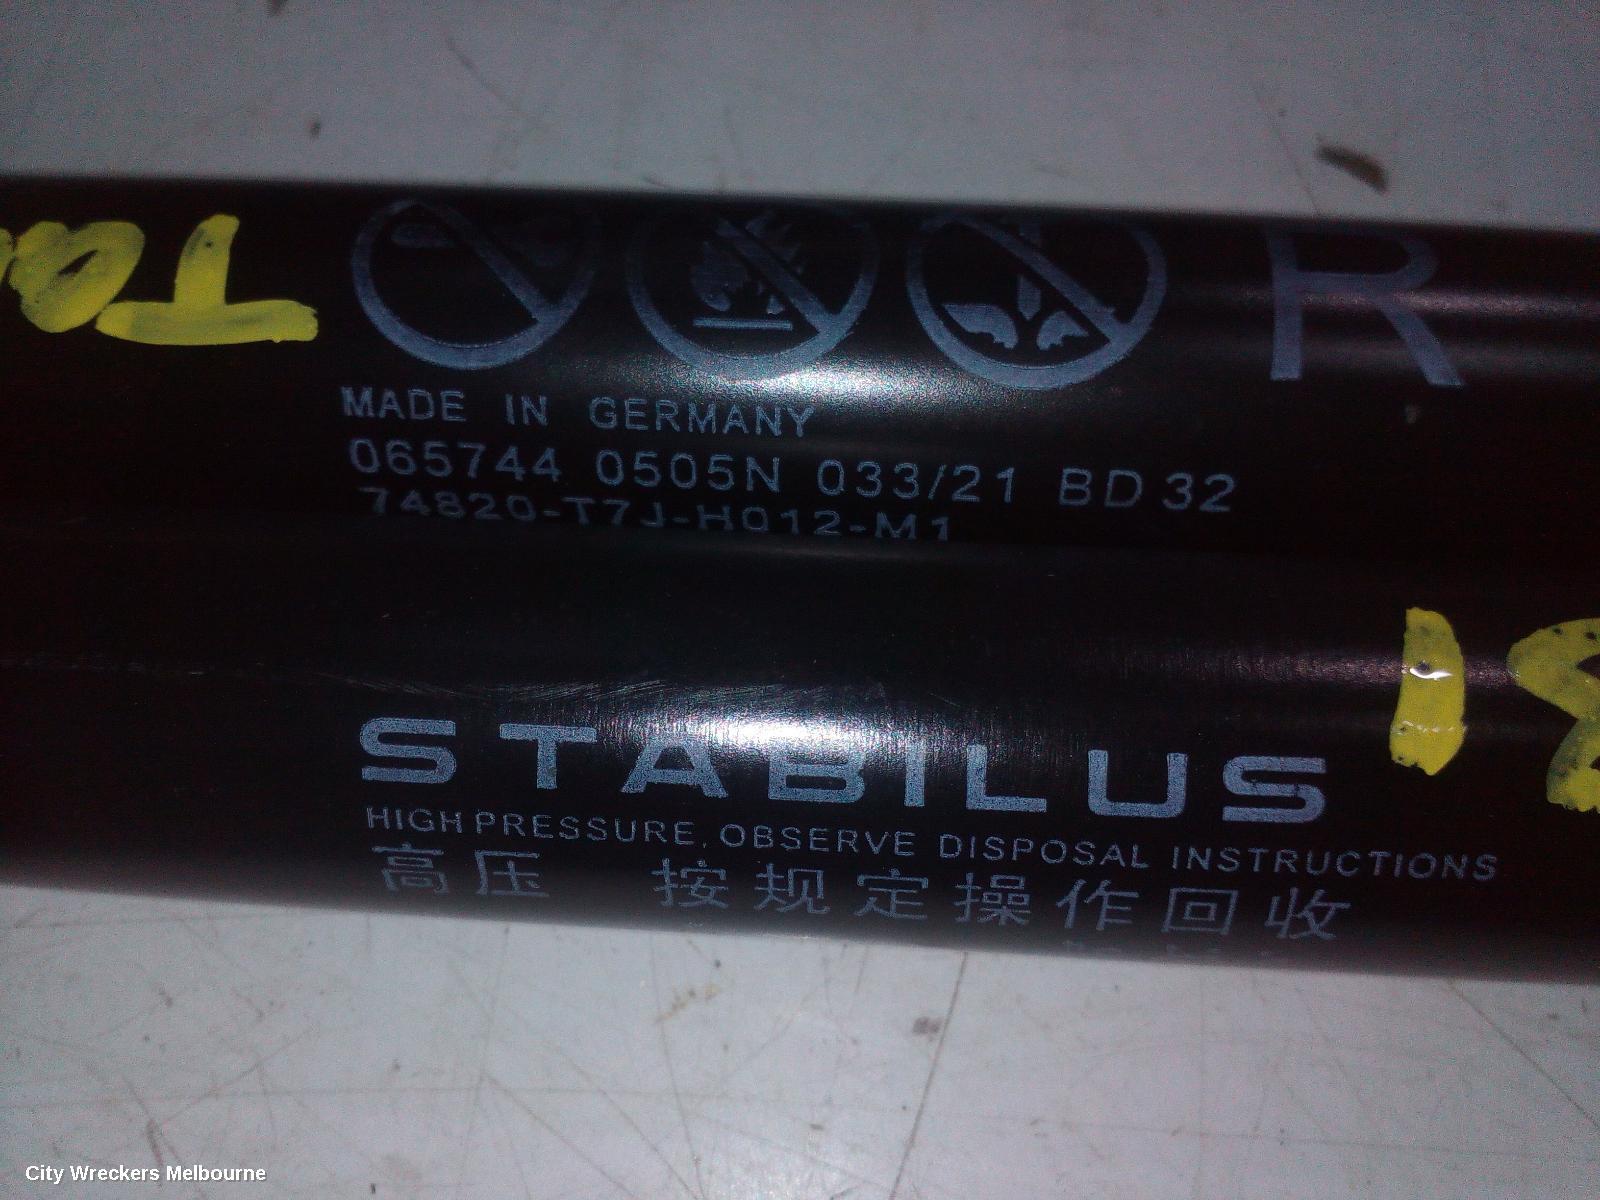 R
MADE IN GERMANY
065744 0505N 033/21 BD 32
74820-T7J-H012-M1
STABILUS
HIGH PRESSURE, OBSERVE DISPOSAL INSTRUCTIONS
高压 按规定操作回收
City Wreckers Melbourne